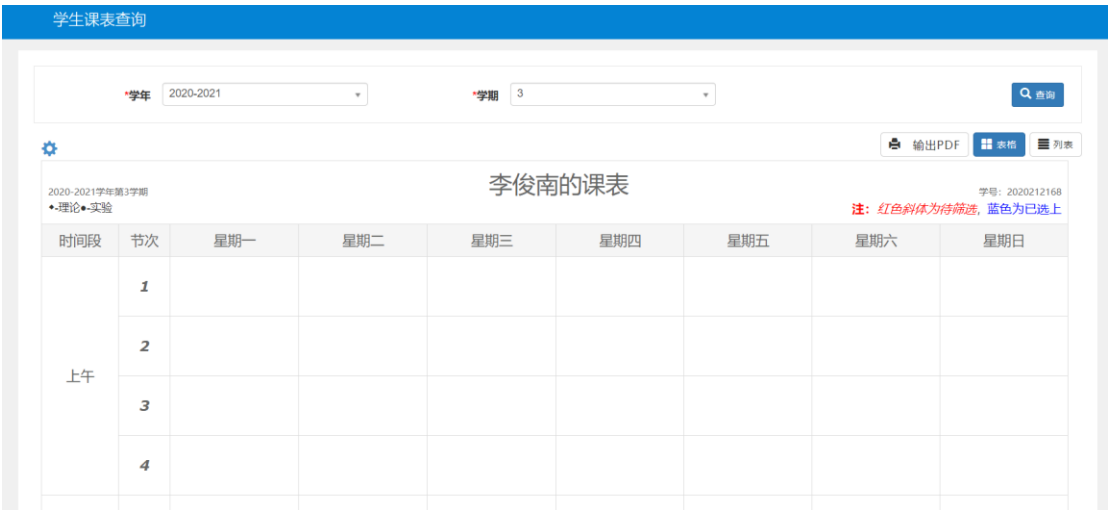 学生课表查询
*学年 2020-2021 *学期 3 查询
输出PDF 表格 列表
2020-2021学年第3学期 李俊南的课表 学号：2020212168
◆-理论●-实验 注：红色斜体为待筛选，蓝色为已选上
时间段 节次 星期一 星期二 星期三 星期四 星期五 星期六 星期日
1
2
上午
3
4